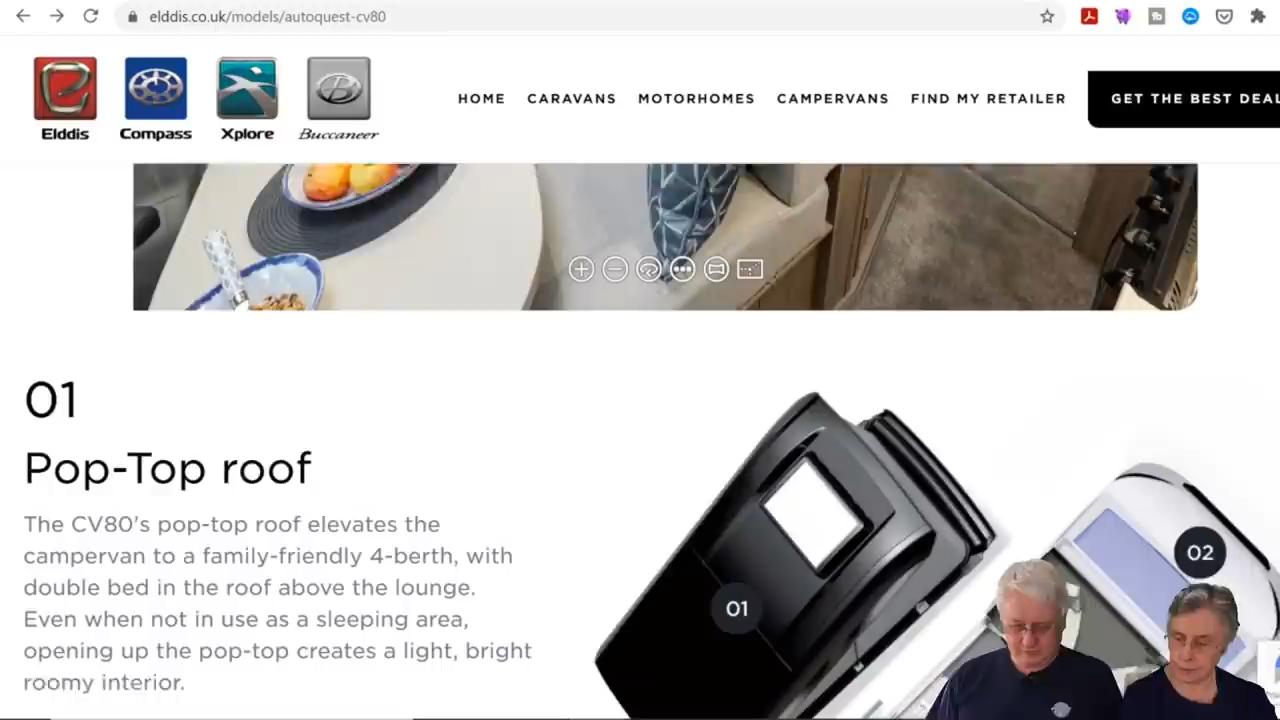 elddis.co.uk/models/autoquest-cv80
Elddis Compass Xplore Buccaneer
HOME CARAVANS MOTORHOMES CAMPERVANS FIND MY RETAILER GET THE BEST DEAL
01
Pop-Top roof
The CV80's pop-top roof elevates the
campervan to a family-friendly 4-berth, with
double bed in the roof above the lounge.
Even when not in use as a sleeping area,
opening up the pop-top creates a light, bright
roomy interior.
01
02